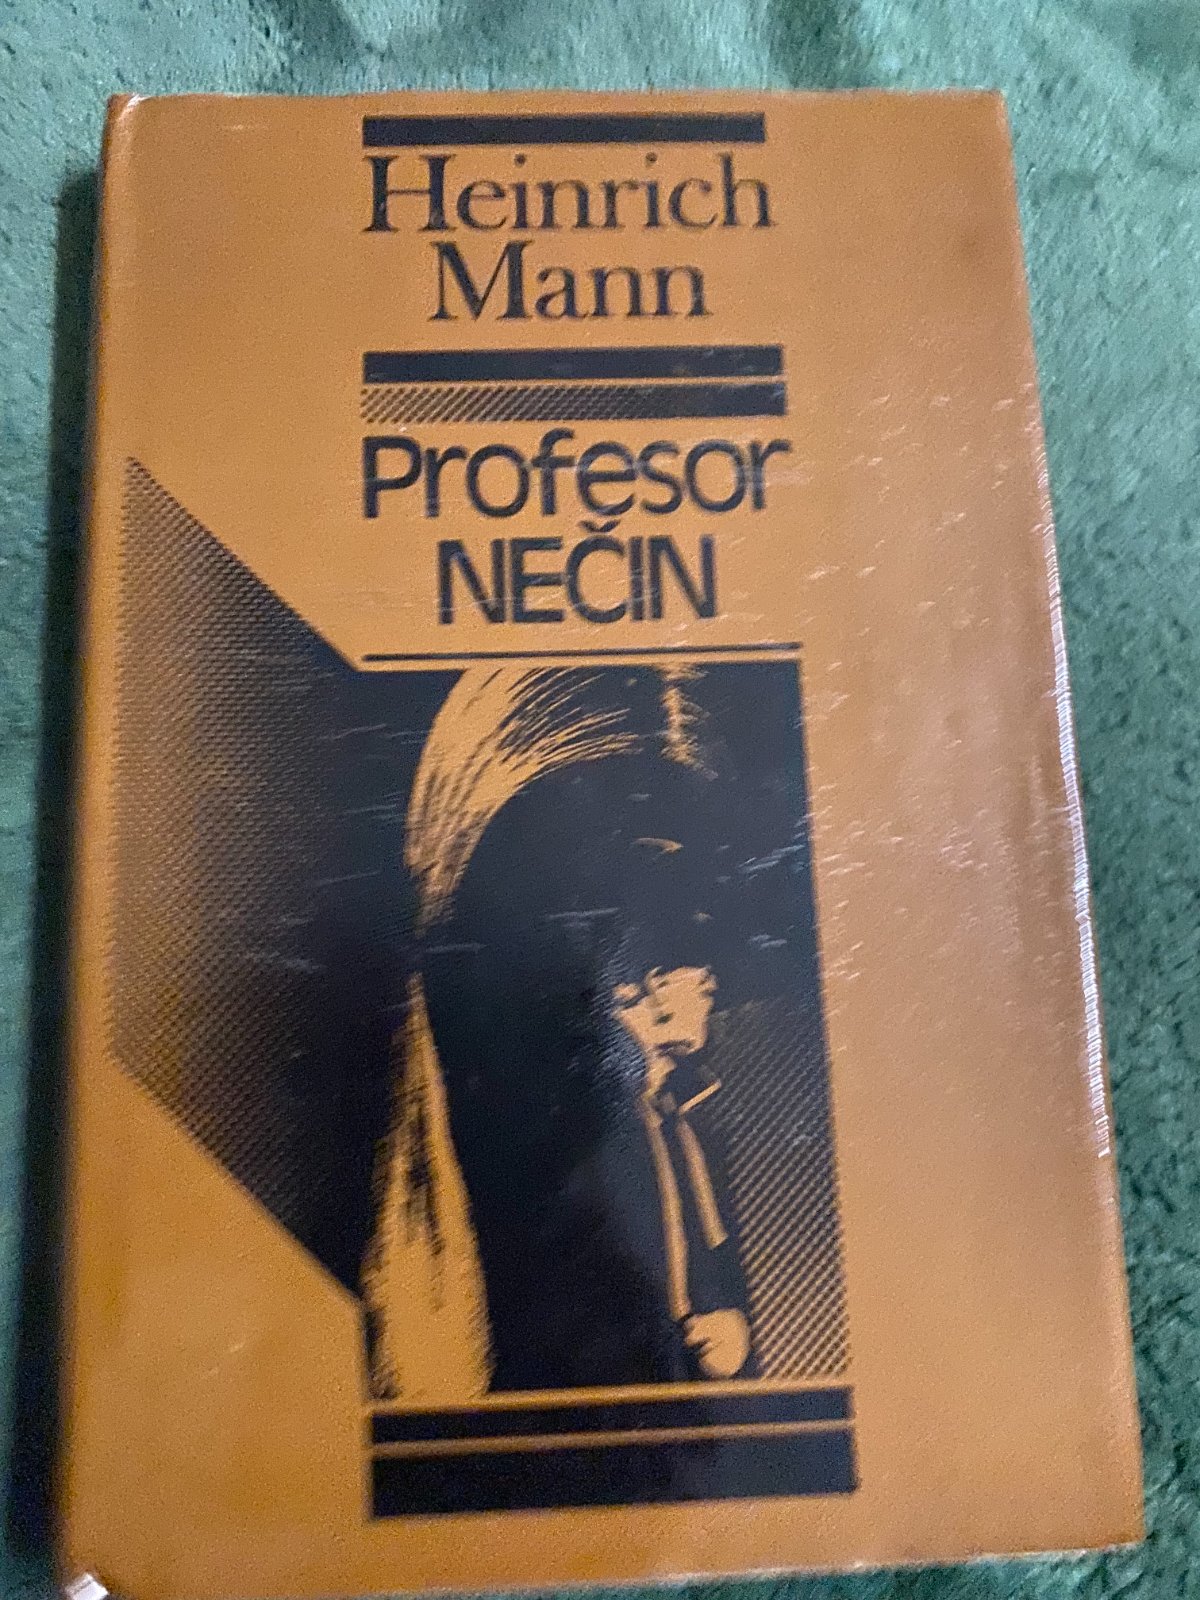 Heinrich
Mann
Profesor
NEČIN